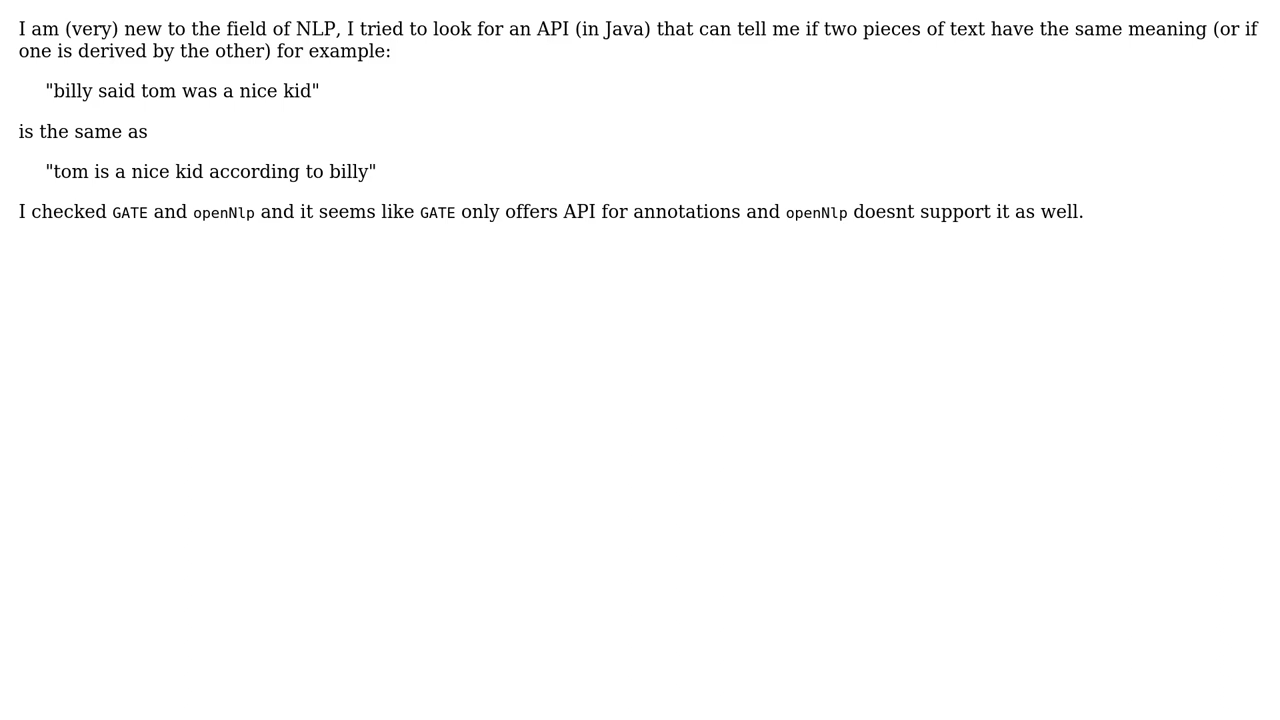 I am (very) new to the field of NLP, I tried to look for an API (in Java) that can tell me if two pieces of text have the same meaning (or if
one is derived by the other) for example:
"billy said tom was a nice kid"
is the same as
"tom is a nice kid according to billy"
I checked GATE and openNlp and it seems like GATE only offers API for annotations and openNlp doesnt support it as well.